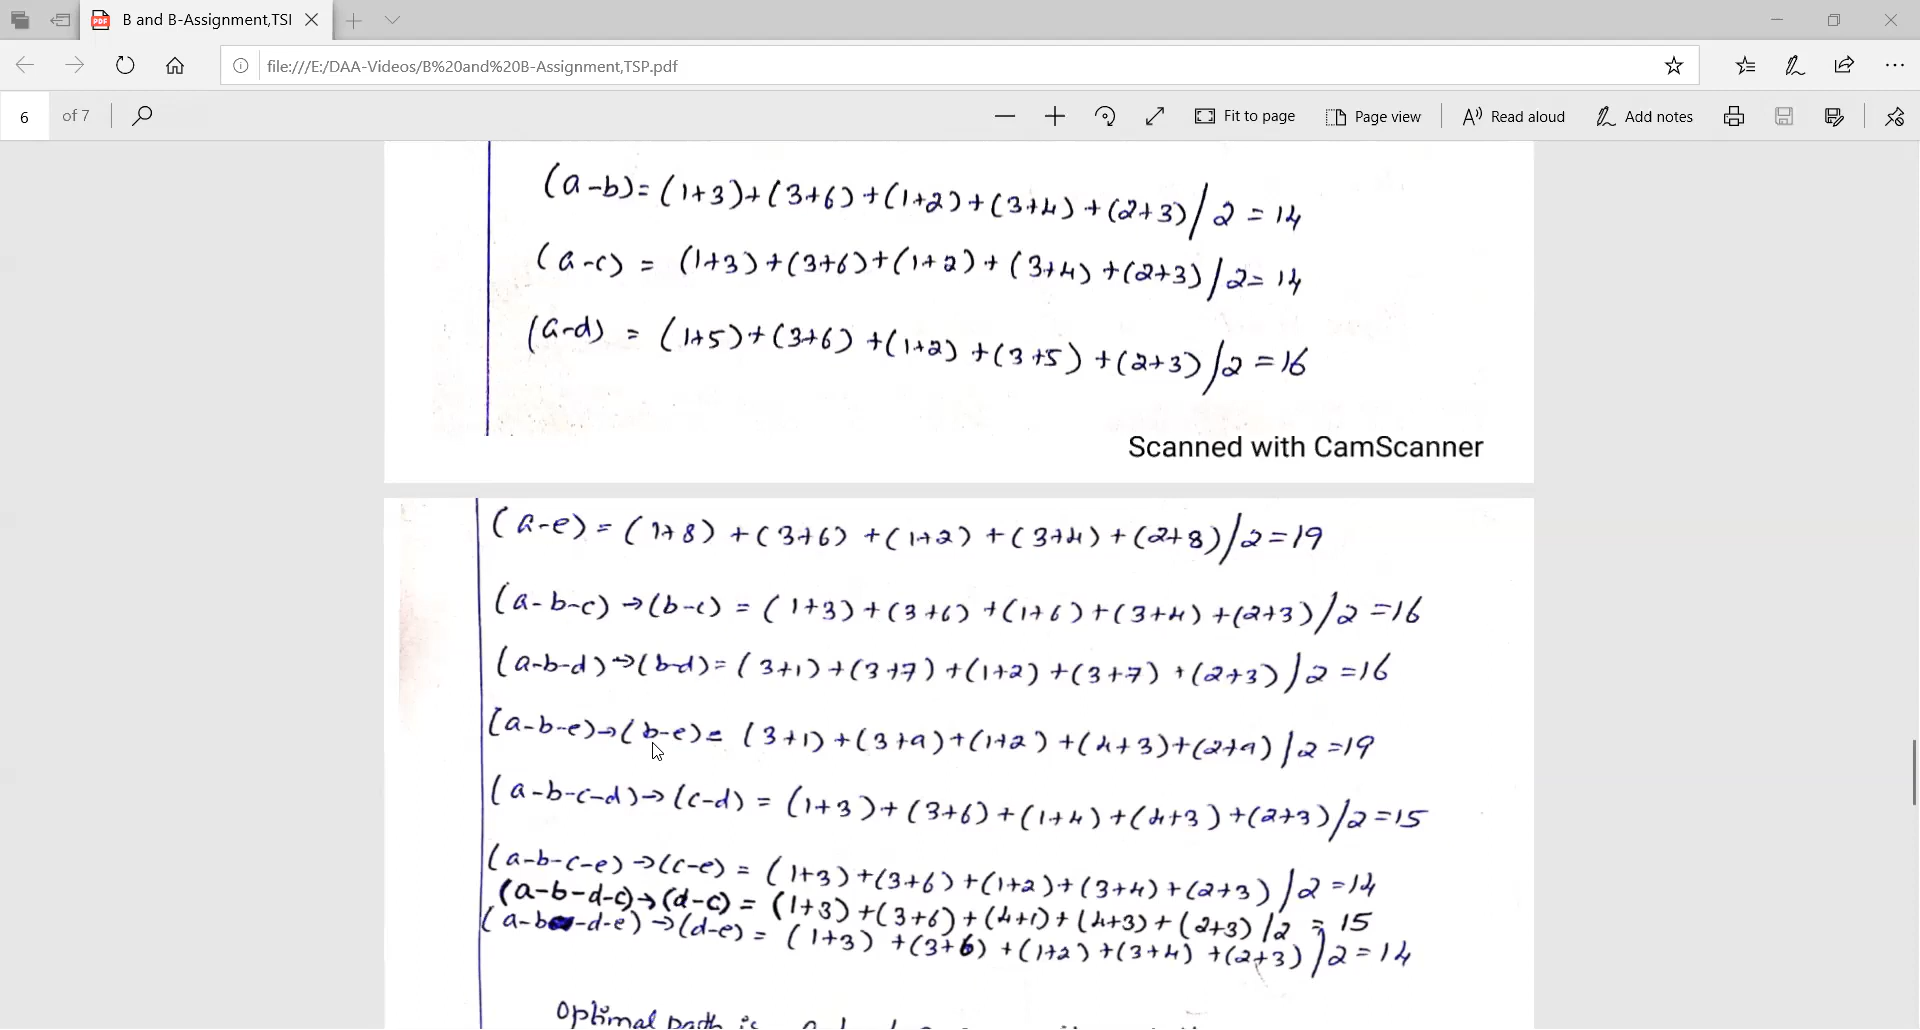 B and B-Assignment,TSI
file:///E:/DAA-Videos/B%20and%20B-Assignment,TSP.pdf
6 of 7 Fit to page Page view Read aloud Add notes
(a-b)= (1+3)+(3+6)+(1+2)+(3+4)+(2+3)/2 = 14
(a-c) = (1+3)+(3+6)+(1+2)+(3+4)+(2+3)/2= 14
(a-d) = (1+5)+(3+6)+(1+2)+(3+5)+(2+3)/2 =16
Scanned with CamScanner
(a-e) = (1+8)+(3+6)+(1+2)+(3+4)+(2+8)/2=19
(a-b-c)→(b-c) = (1+3)+(3+6)+(1+6)+(3+4)+(2+3)/2 =16
(a-b-d)→(b-d)= (3+1)+(3+7)+(1+2)+(3+7)+(2+3)/2 =16
(a-b-e)→(b-e)= (3+1)+(3+9)+(1+2)+(4+3)+(2+9)/2=19
(a-b-c-d)→(c-d) = (1+3)+(3+6)+(1+4)+(4+3)+(2+3)/2=15
(a-b-c-e)→(c-e) = (1+3)+(3+6)+(1+2)+(3+4)+(2+3)/2=14
(a-b-d-c)→(d-c) = (1+3)+(3+6)+(4+1)+(4+3)+(2+3)/2 = 15
(a-b-d-e)→(d-e)= (1+3)+(3+6)+(1+2)+(3+4)+(2+3)/2= 14
Optimal path is